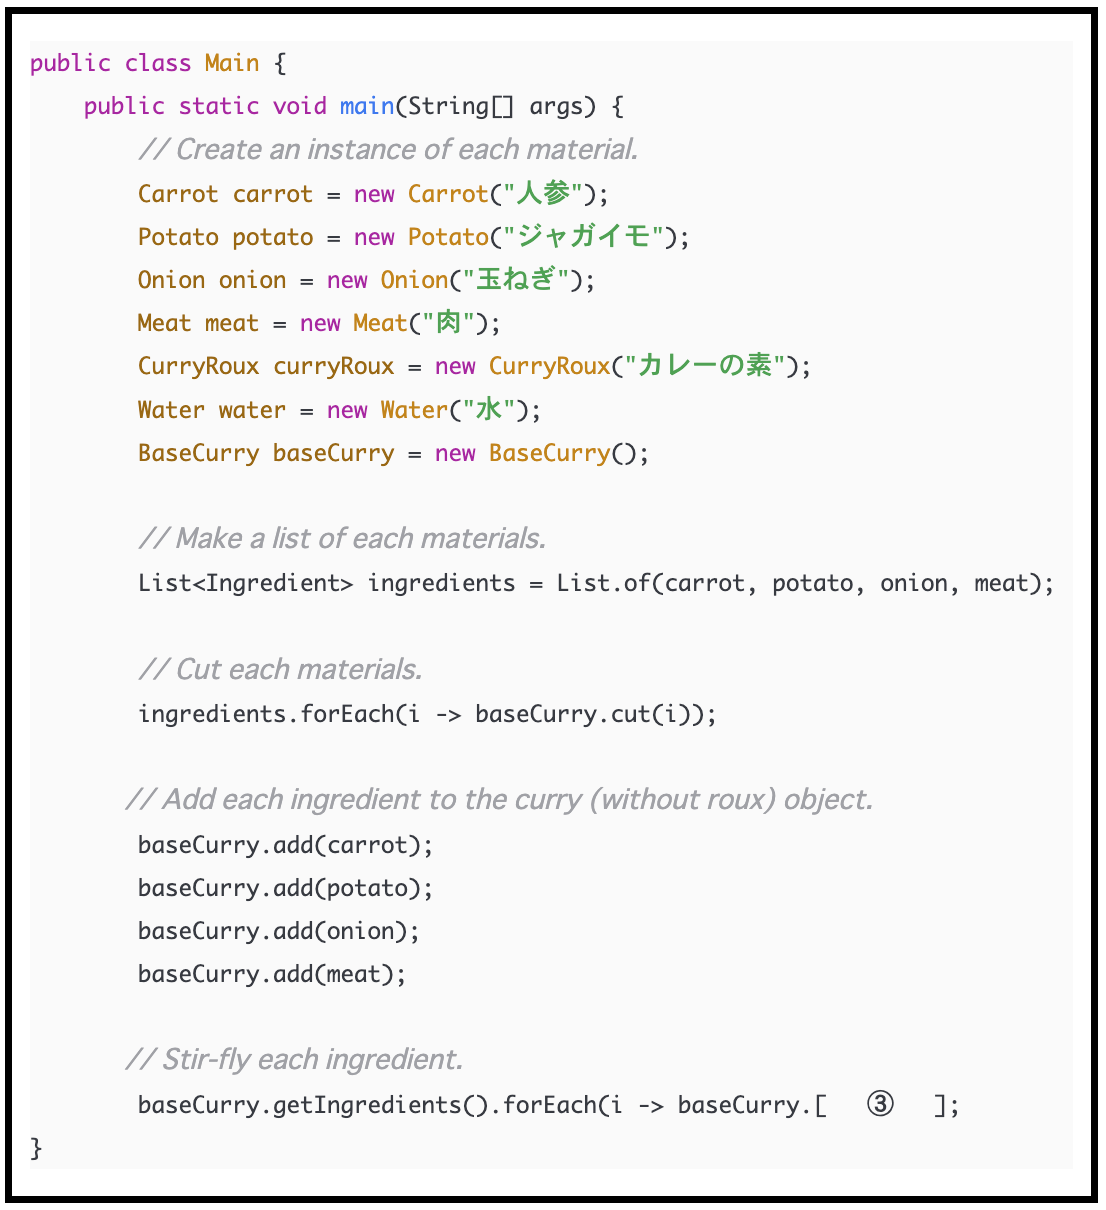 public class Main {
    public static void main(String[] args) {
        // Create an instance of each material.
        Carrot carrot = new Carrot("人参");
        Potato potato = new Potato("ジャガイモ");
        Onion onion = new Onion("玉ねぎ");
        Meat meat = new Meat("肉");
        CurryRoux curryRoux = new CurryRoux("カレーの素");
        Water water = new Water("水");
        BaseCurry baseCurry = new BaseCurry();

        // Make a list of each materials.
        List<Ingredient> ingredients = List.of(carrot, potato, onion, meat);

        // Cut each materials.
        ingredients.forEach(i -> baseCurry.cut(i));

       // Add each ingredient to the curry (without roux) object.
        baseCurry.add(carrot);
        baseCurry.add(potato);
        baseCurry.add(onion);
        baseCurry.add(meat);

       // Stir-fly each ingredient.
        baseCurry.getIngredients().forEach(i -> baseCurry.[   ③   ];
}